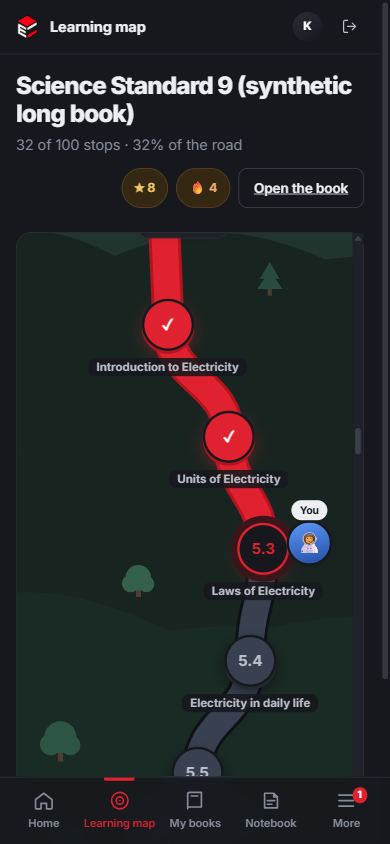 Learning map
K
Science Standard 9 (synthetic
long book)
32 of 100 stops · 32% of the road
8
4
Open the book
Introduction to Electricity
Units of Electricity
You
5.3
Laws of Electricity
5.4
Electricity in daily life
5.5
1
Home
Learning map
My books
Notebook
More